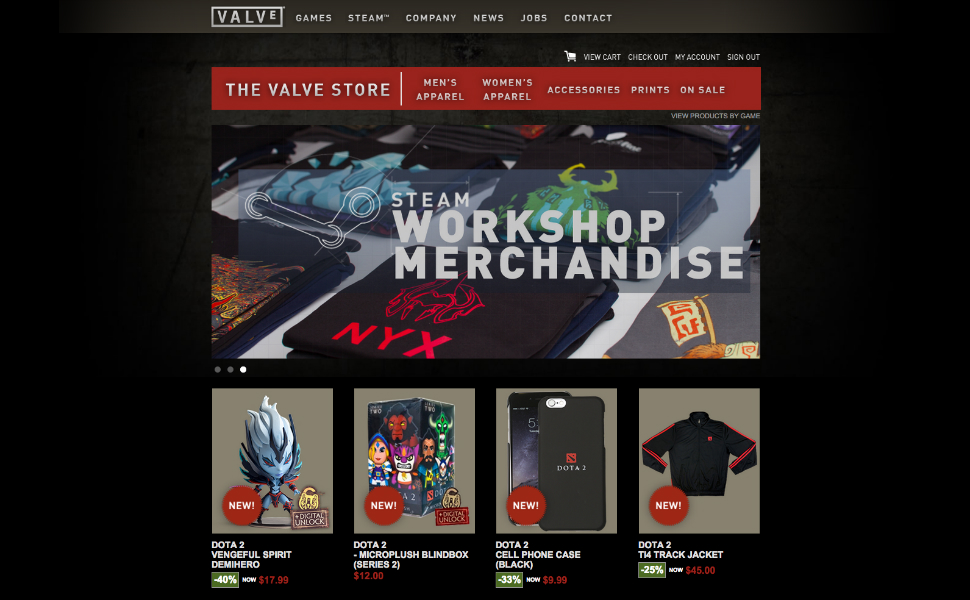 VALVE
GAMES STEAM™ COMPANY NEWS JOBS CONTACT
VIEW CART CHECK OUT MY ACCOUNT SIGN OUT
THE VALVE STORE
MEN'S APPAREL
WOMEN'S APPAREL
ACCESSORIES PRINTS ON SALE
VIEW PRODUCTS BY GAME
STEAM
WORKSHOP
MERCHANDISE
NYX
NEW!
+DIGITAL
UNLOCK
SERIES
TWO
DOTA 2
NEW!
+DIGITAL
UNLOCK
DOTA 2
NEW!
NEW!
DOTA 2
VENGEFUL SPIRIT
DEMIHERO
-40% NOW $17.99
DOTA 2
- MICROPLUSH BLINDBOX
(SERIES 2)
$12.00
DOTA 2
CELL PHONE CASE
(BLACK)
-33% NOW $9.99
DOTA 2
TI4 TRACK JACKET
-25% NOW $45.00